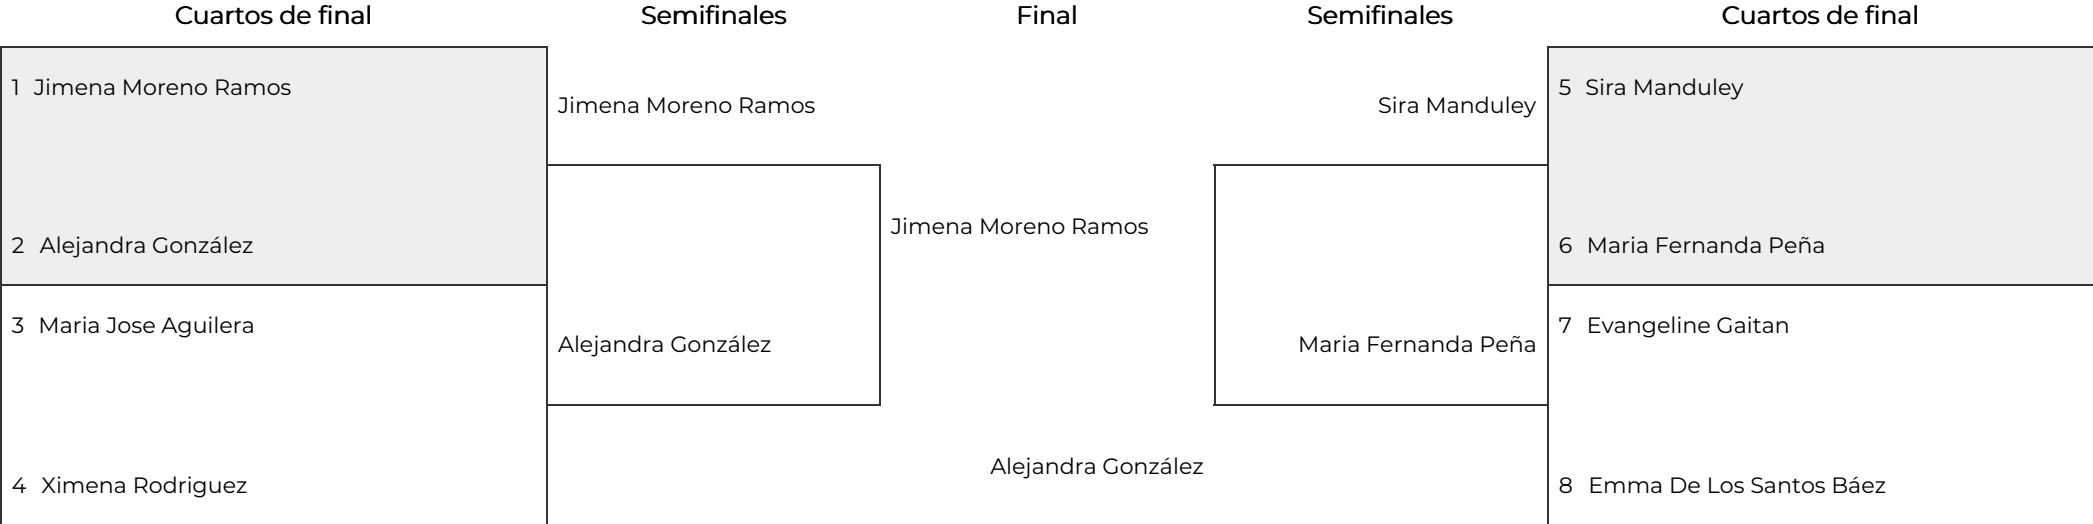 Cuartos de final
Semifinales
Final
Semifinales
Cuartos de final
1 Jimena Moreno Ramos
2 Alejandra González
3 Maria Jose Aguilera
4 Ximena Rodriguez
Jimena Moreno Ramos
Alejandra González
Jimena Moreno Ramos
Alejandra González
Sira Manduley
Maria Fernanda Peña
5 Sira Manduley
6 Maria Fernanda Peña
7 Evangeline Gaitan
8 Emma De Los Santos Báez